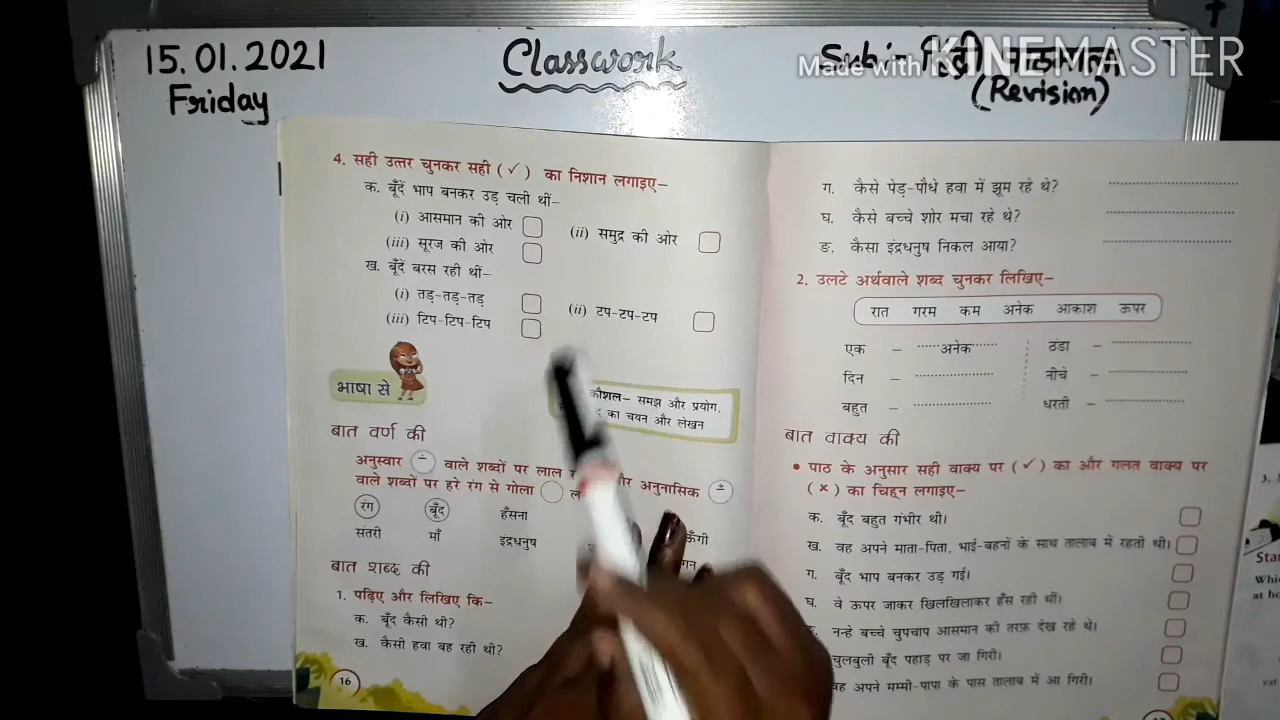 15.01.2021
Friday
Classwork
Sub:- हिंदी पाठमाला
(Revision)
Made with KINEMASTER
4. सही उत्तर चुनकर सही (✓) का निशान लगाइए–
क. बूँदें भाप बनकर उड़ चली थीं–
(i) आसमान की ओर
(ii) समुद्र की ओर
(iii) सूरज की ओर
ख. बूँदें बरस रही थीं–
(i) तड़-तड़-तड़
(ii) टप-टप-टप
(iii) टिप-टिप-टिप
भाषा से
कौशल– समझ और प्रयोग,
का चयन और लेखन
बात वर्ण की
अनुस्वार वाले शब्दों पर लाल और अनुनासिक
वाले शब्दों पर हरे रंग से गोला
रंग बूँद हँसना
संतरी माँ इंद्रधनुष
बात शब्द की
1. पढ़िए और लिखिए कि–
क. बूँद कैसी थी?
ख. कैसी हवा बह रही थी?
16
ग. कैसे पेड़-पौधे हवा में झूम रहे थे?
घ. कैसे बच्चे शोर मचा रहे थे?
ङ. कैसा इंद्रधनुष निकल आया?
2. उलटे अर्थवाले शब्द चुनकर लिखिए–
रात गरम कम अनेक आकाश ऊपर
एक – अनेक ठंडा –
दिन – नीचे –
बहुत – धरती –
बात वाक्य की
• पाठ के अनुसार सही वाक्य पर (✓) का और गलत वाक्य पर
(×) का चिह्न लगाइए–
क. बूँद बहुत गंभीर थी।
ख. वह अपने माता-पिता, भाई-बहनों के साथ तालाब में रहती थी।
ग. बूँद भाप बनकर उड़ गई।
घ. वे ऊपर जाकर खिलखिलाकर हँस रही थीं।
नन्हे बच्चे चुपचाप आसमान की तरफ़ देख रहे थे।
चुलबुली बूँद पहाड़ पर जा गिरी।
वह अपने मम्मी-पापा के पास तालाब में आ गिरी।